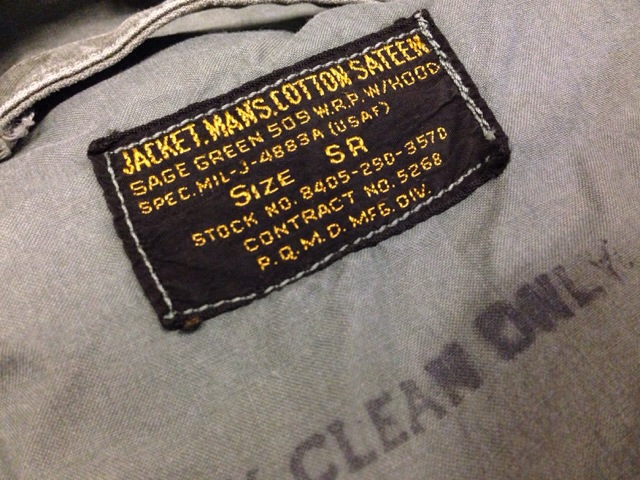 JACKET,MANS,COTTON SATEEN
SAGE GREEN 509 W.R.P. W/HOOD
SPEC.MIL-J-4883A (USAF)
SIZE SR
STOCK NO. 8405-290-3570
CONTRACT NO. 5268
P.Q.M.D. MFG. DIV.
CLEAN ONLY.